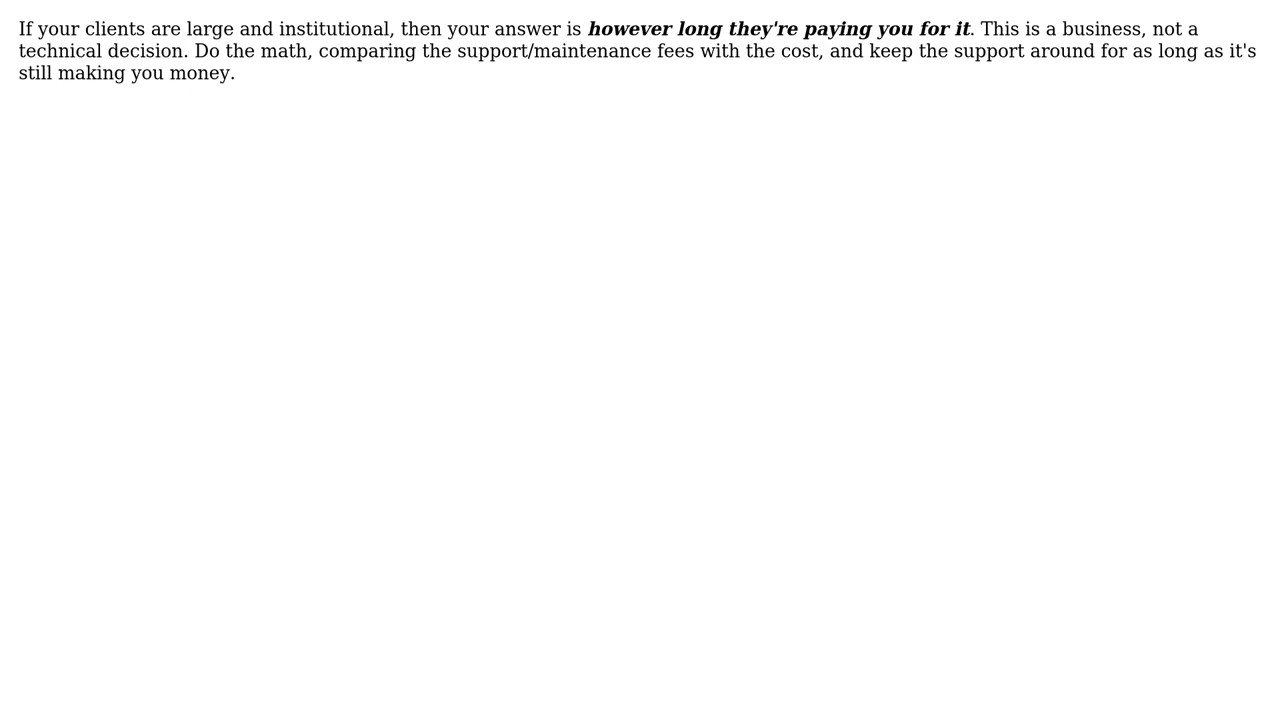 If your clients are large and institutional, then your answer is however long they're paying you for it. This is a business, not a
technical decision. Do the math, comparing the support/maintenance fees with the cost, and keep the support around for as long as it's
still making you money.